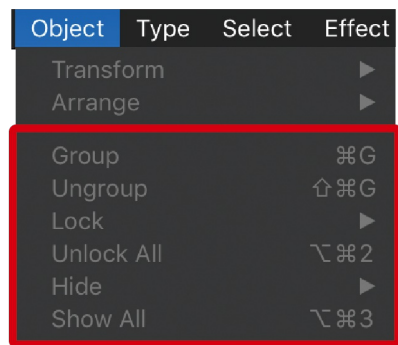 Object Type Select Effect
Transform ▶
Arrange ▶
Group ⌘G
Ungroup ⇧⌘G
Lock ▶
Unlock All ⌥⌘2
Hide ▶
Show All ⌥⌘3